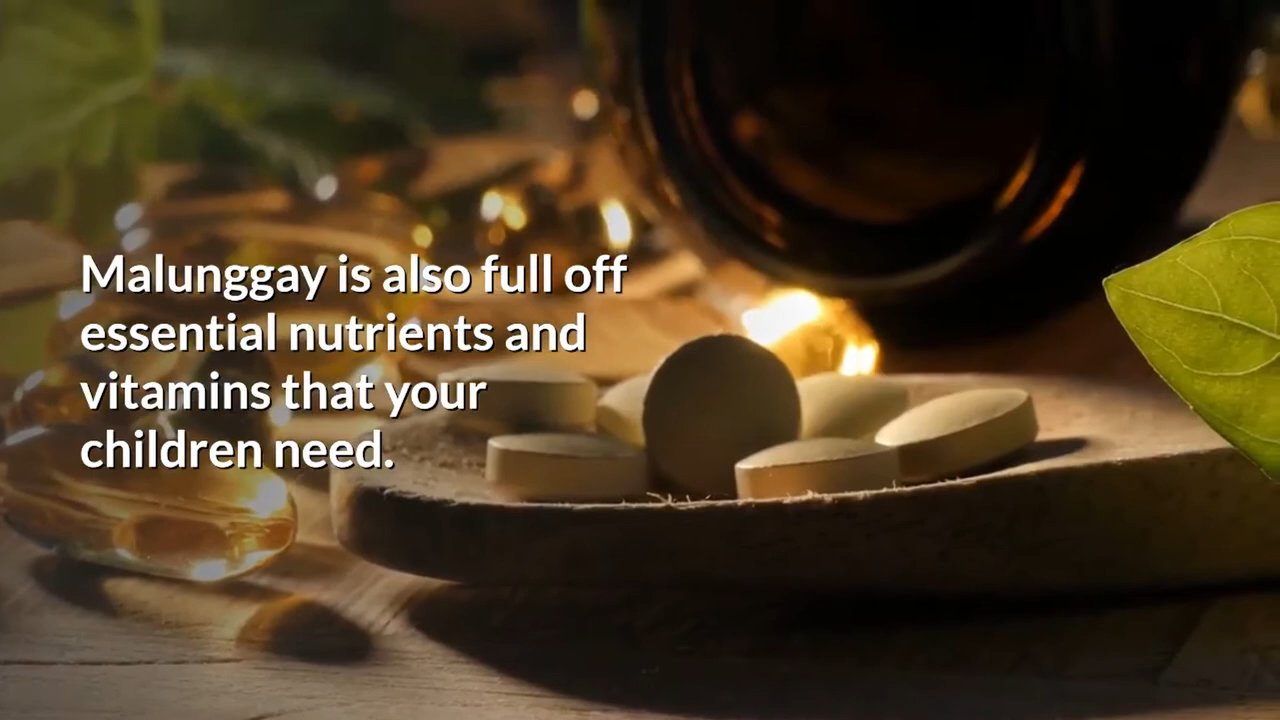 Malunggay is also full off
essential nutrients and
vitamins that your
children need.